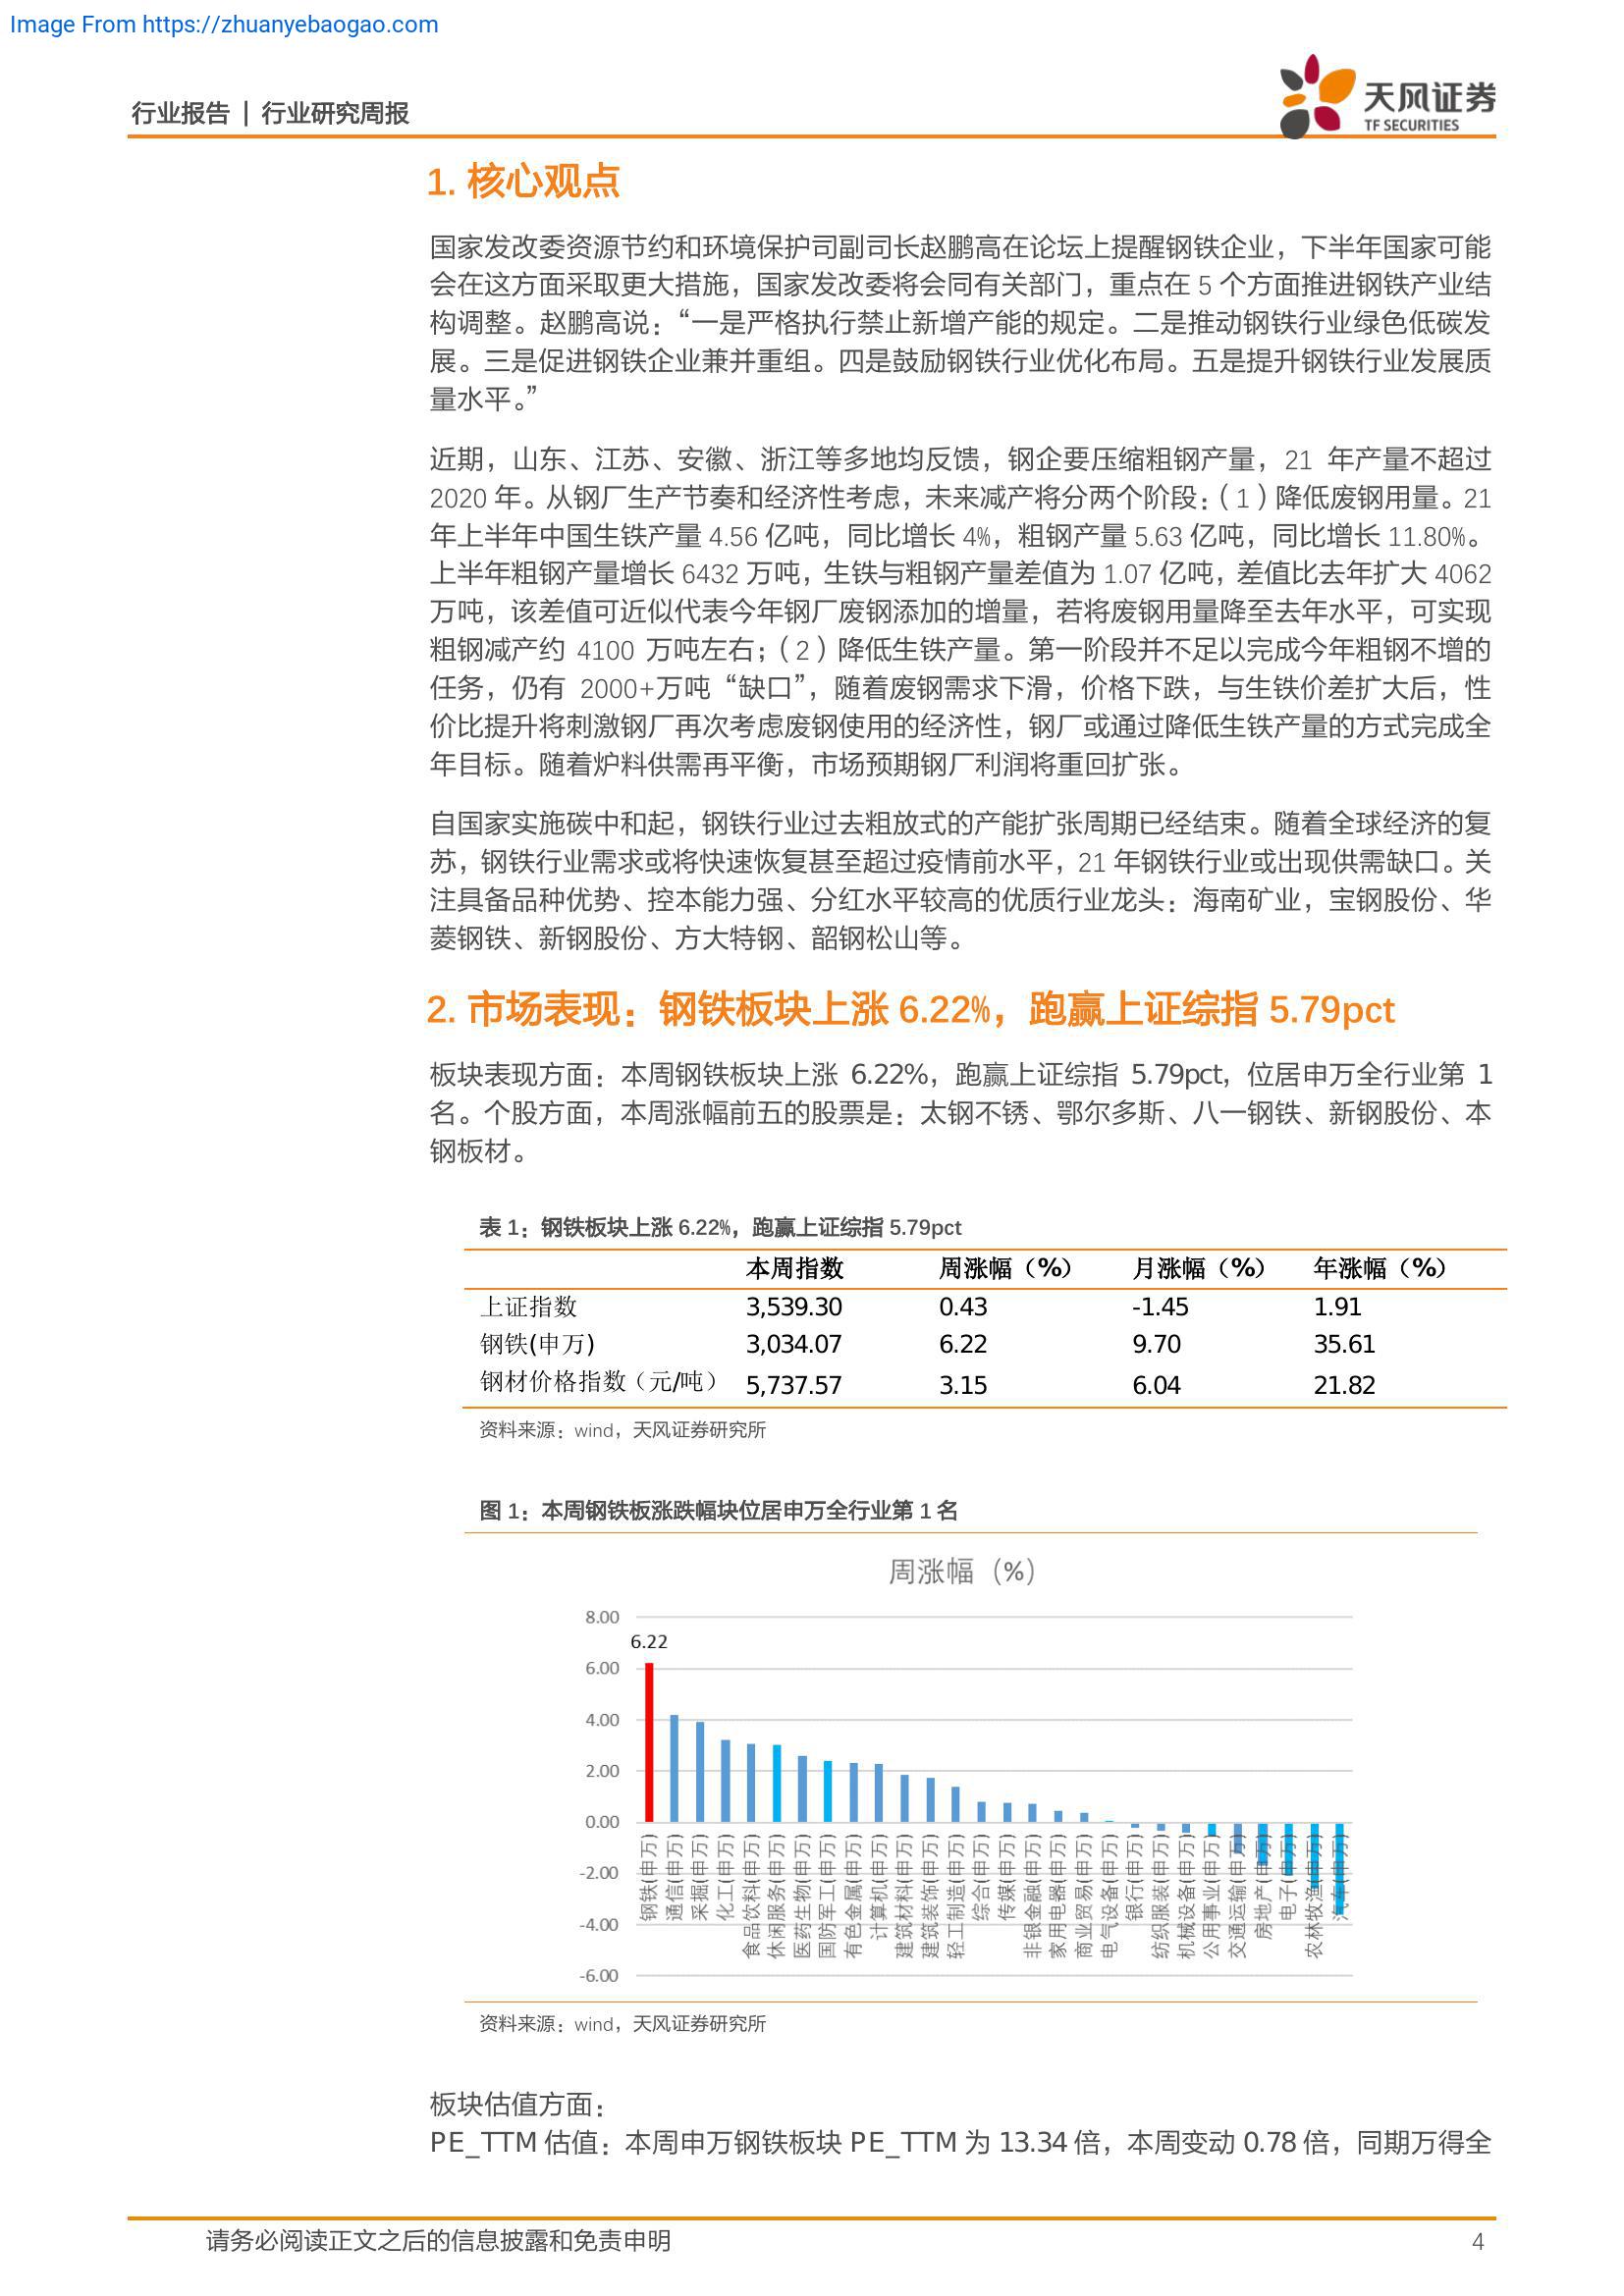 Image From https://zhuanyebaogao.com
行业报告 | 行业研究周报
天风证券
TF SECURITIES
1. 核心观点
国家发改委资源节约和环境保护司副司长赵鹏高在论坛上提醒钢铁企业，下半年国家可能
会在这方面采取更大措施，国家发改委将会同有关部门，重点在 5 个方面推进钢铁产业结
构调整。赵鹏高说：“一是严格执行禁止新增产能的规定。二是推动钢铁行业绿色低碳发
展。三是促进钢铁企业兼并重组。四是鼓励钢铁行业优化布局。五是提升钢铁行业发展质
量水平。”
近期，山东、江苏、安徽、浙江等多地均反馈，钢企要压缩粗钢产量，21 年产量不超过
2020 年。从钢厂生产节奏和经济性考虑，未来减产将分两个阶段：（1）降低废钢用量。21
年上半年中国生铁产量 4.56 亿吨，同比增长 4%，粗钢产量 5.63 亿吨，同比增长 11.80%。
上半年粗钢产量增长 6432 万吨，生铁与粗钢产量差值为 1.07 亿吨，差值比去年扩大 4062
万吨，该差值可近似代表今年钢厂废钢添加的增量，若将废钢用量降至去年水平，可实现
粗钢减产约 4100 万吨左右；（2）降低生铁产量。第一阶段并不足以完成今年粗钢不增的
任务，仍有 2000+万吨“缺口”，随着废钢需求下滑，价格下跌，与生铁价差扩大后，性
价比提升将刺激钢厂再次考虑废钢使用的经济性，钢厂或通过降低生铁产量的方式完成全
年目标。随着炉料供需再平衡，市场预期钢厂利润将重回扩张。
自国家实施碳中和起，钢铁行业过去粗放式的产能扩张周期已经结束。随着全球经济的复
苏，钢铁行业需求或将快速恢复甚至超过疫情前水平，21 年钢铁行业或出现供需缺口。关
注具备品种优势、控本能力强、分红水平较高的优质行业龙头：海南矿业，宝钢股份、华
菱钢铁、新钢股份、方大特钢、韶钢松山等。
2. 市场表现：钢铁板块上涨 6.22%，跑赢上证综指 5.79pct
板块表现方面：本周钢铁板块上涨 6.22%，跑赢上证综指 5.79pct，位居申万全行业第 1
名。个股方面，本周涨幅前五的股票是：太钢不锈、鄂尔多斯、八一钢铁、新钢股份、本
钢板材。
表 1：钢铁板块上涨 6.22%，跑赢上证综指 5.79pct
本周指数 周涨幅（%） 月涨幅（%） 年涨幅（%）
上证指数 3,539.30 0.43 -1.45 1.91
钢铁(申万) 3,034.07 6.22 9.70 35.61
钢材价格指数（元/吨） 5,737.57 3.15 6.04 21.82
资料来源：wind，天风证券研究所
图 1：本周钢铁板涨跌幅块位居申万全行业第 1 名
周涨幅（%）
8.00
6.22
6.00
4.00
2.00
0.00
-2.00
-4.00
-6.00
钢铁(申万)
通信(申万)
采掘(申万)
化工(申万)
食品饮料(申万)
休闲服务(申万)
医药生物(申万)
国防军工(申万)
有色金属(申万)
计算机(申万)
建筑材料(申万)
建筑装饰(申万)
轻工制造(申万)
综合(申万)
传媒(申万)
非银金融(申万)
家用电器(申万)
商业贸易(申万)
电气设备(申万)
银行(申万)
纺织服装(申万)
机械设备(申万)
公用事业(申万)
交通运输(申万)
房地产(申万)
电子(申万)
农林牧渔(申万)
汽车(申万)
资料来源：wind，天风证券研究所
板块估值方面：
PE_TTM 估值：本周申万钢铁板块 PE_TTM 为 13.34 倍，本周变动 0.78 倍，同期万得全
请务必阅读正文之后的信息披露和免责申明
4